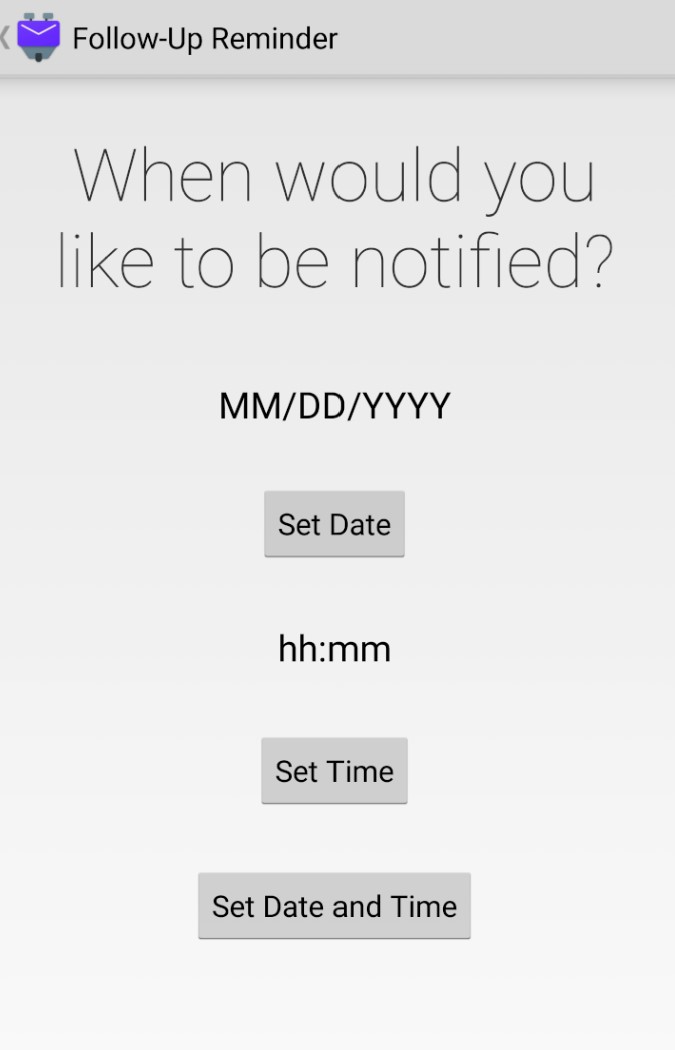 Follow-Up Reminder
When would you
like to be notified?
MM/DD/YYYY
Set Date
hh:mm
Set Time
Set Date and Time